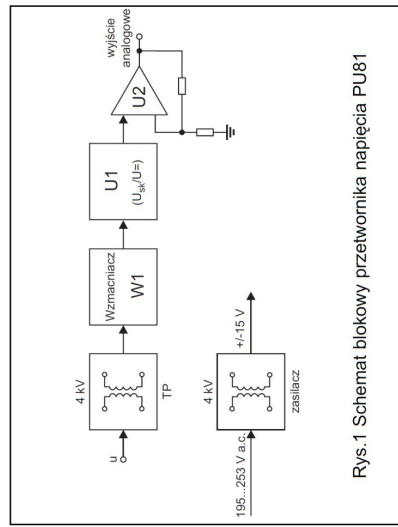 u
4 kV
TP
Wzmacniacz
W1
U1
(Usk/U=)
U2
wyjście
analogowe
195...253 V a.c.
4 kV
zasilacz
+/-15 V
Rys.1 Schemat blokowy przetwornika napięcia PU81